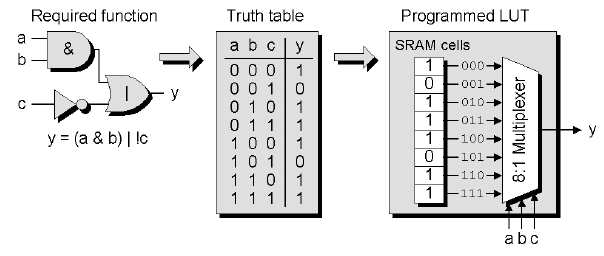 Required function
a
b
&
c
|
y
y = (a & b) | !c
Truth table
a b c y
0 0 0 1
0 0 1 0
0 1 0 1
0 1 1 1
1 0 0 1
1 0 1 0
1 1 0 1
1 1 1 1
Programmed LUT
SRAM cells
1 000
0 001
1 010
1 011
1 100
0 101
1 110
1 111
8:1 Multiplexer
y
a b c